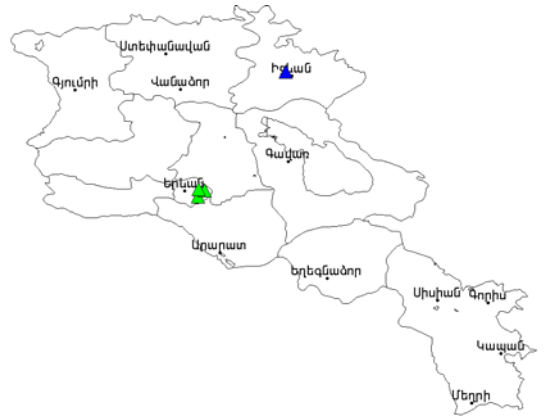 Ստեփանավան
Գյումրի
Վանաձոր
Իջևան
Գավառ
Երևան
Արարատ
Եղեգնաձոր
Սիսիան
Գորիս
Կապան
Մեղրի